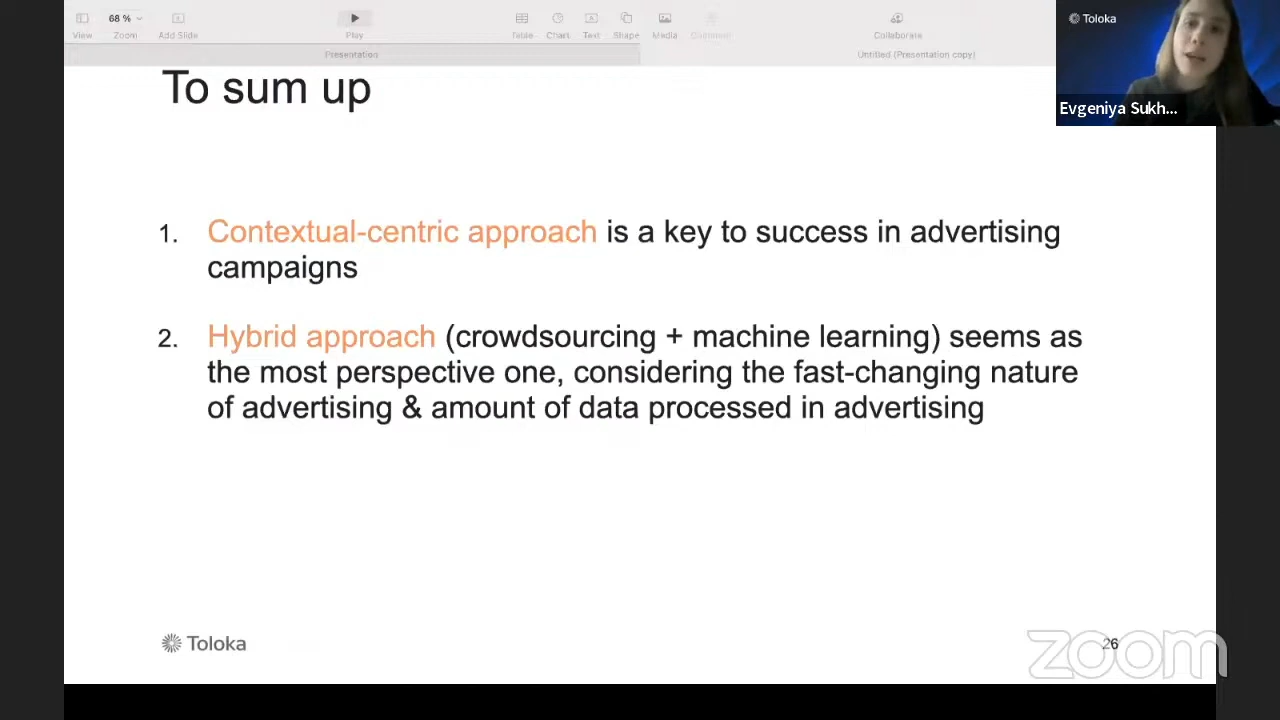 68 %
View
Zoom
Add Slide
Play
Table
Chart
Text
Shape
Media
Comment
Collaborate
Presentation
Untitled (Presentation copy)
Toloka
Evgeniya Sukh...
To sum up
1. Contextual-centric approach is a key to success in advertising
campaigns
2. Hybrid approach (crowdsourcing + machine learning) seems as
the most perspective one, considering the fast-changing nature
of advertising & amount of data processed in advertising
Toloka
26
zoom